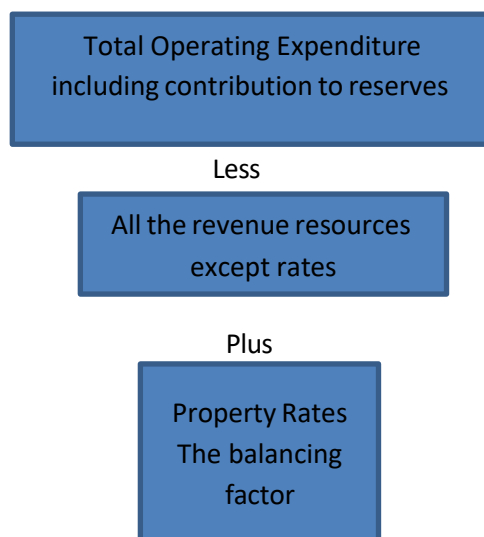 Total Operating Expenditure
including contribution to reserves
Less
All the revenue resources
except rates
Plus
Property Rates
The balancing
factor